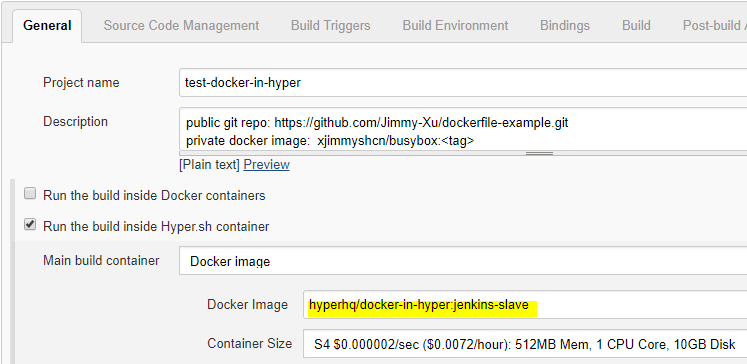 General Source Code Management Build Triggers Build Environment Bindings Build Post-build
Project name test-docker-in-hyper
Description public git repo: https://github.com/Jimmy-Xu/dockerfile-example.git
private docker image: xjimmyshcn/busybox:<tag>
[Plain text] Preview
Run the build inside Docker containers
Run the build inside Hyper.sh container
Main build container Docker image
Docker Image hyperhq/docker-in-hyper:jenkins-slave
Container Size S4 $0.000002/sec ($0.0072/hour): 512MB Mem, 1 CPU Core, 10GB Disk